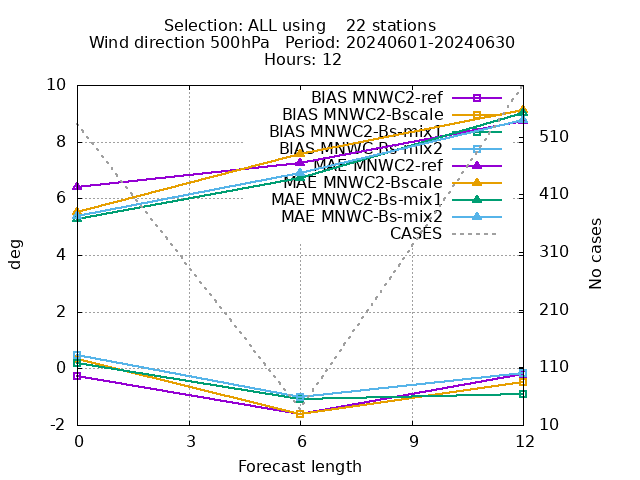 Selection: ALL using    22 stations
Wind direction 500hPa   Period: 20240601-20240630
Hours: 12
10
8
6
4
2
0
-2
deg
BIAS MNWC2-ref
BIAS MNWC2-Bscale
BIAS MNWC2-Bs-mix1
BIAS MNWC-Bs-mix2
MAE MNWC2-ref
MAE MNWC2-Bscale
MAE MNWC2-Bs-mix1
MAE MNWC-Bs-mix2
CASES
510
410
310
210
110
10
No cases
0 3 6 9 12
Forecast length